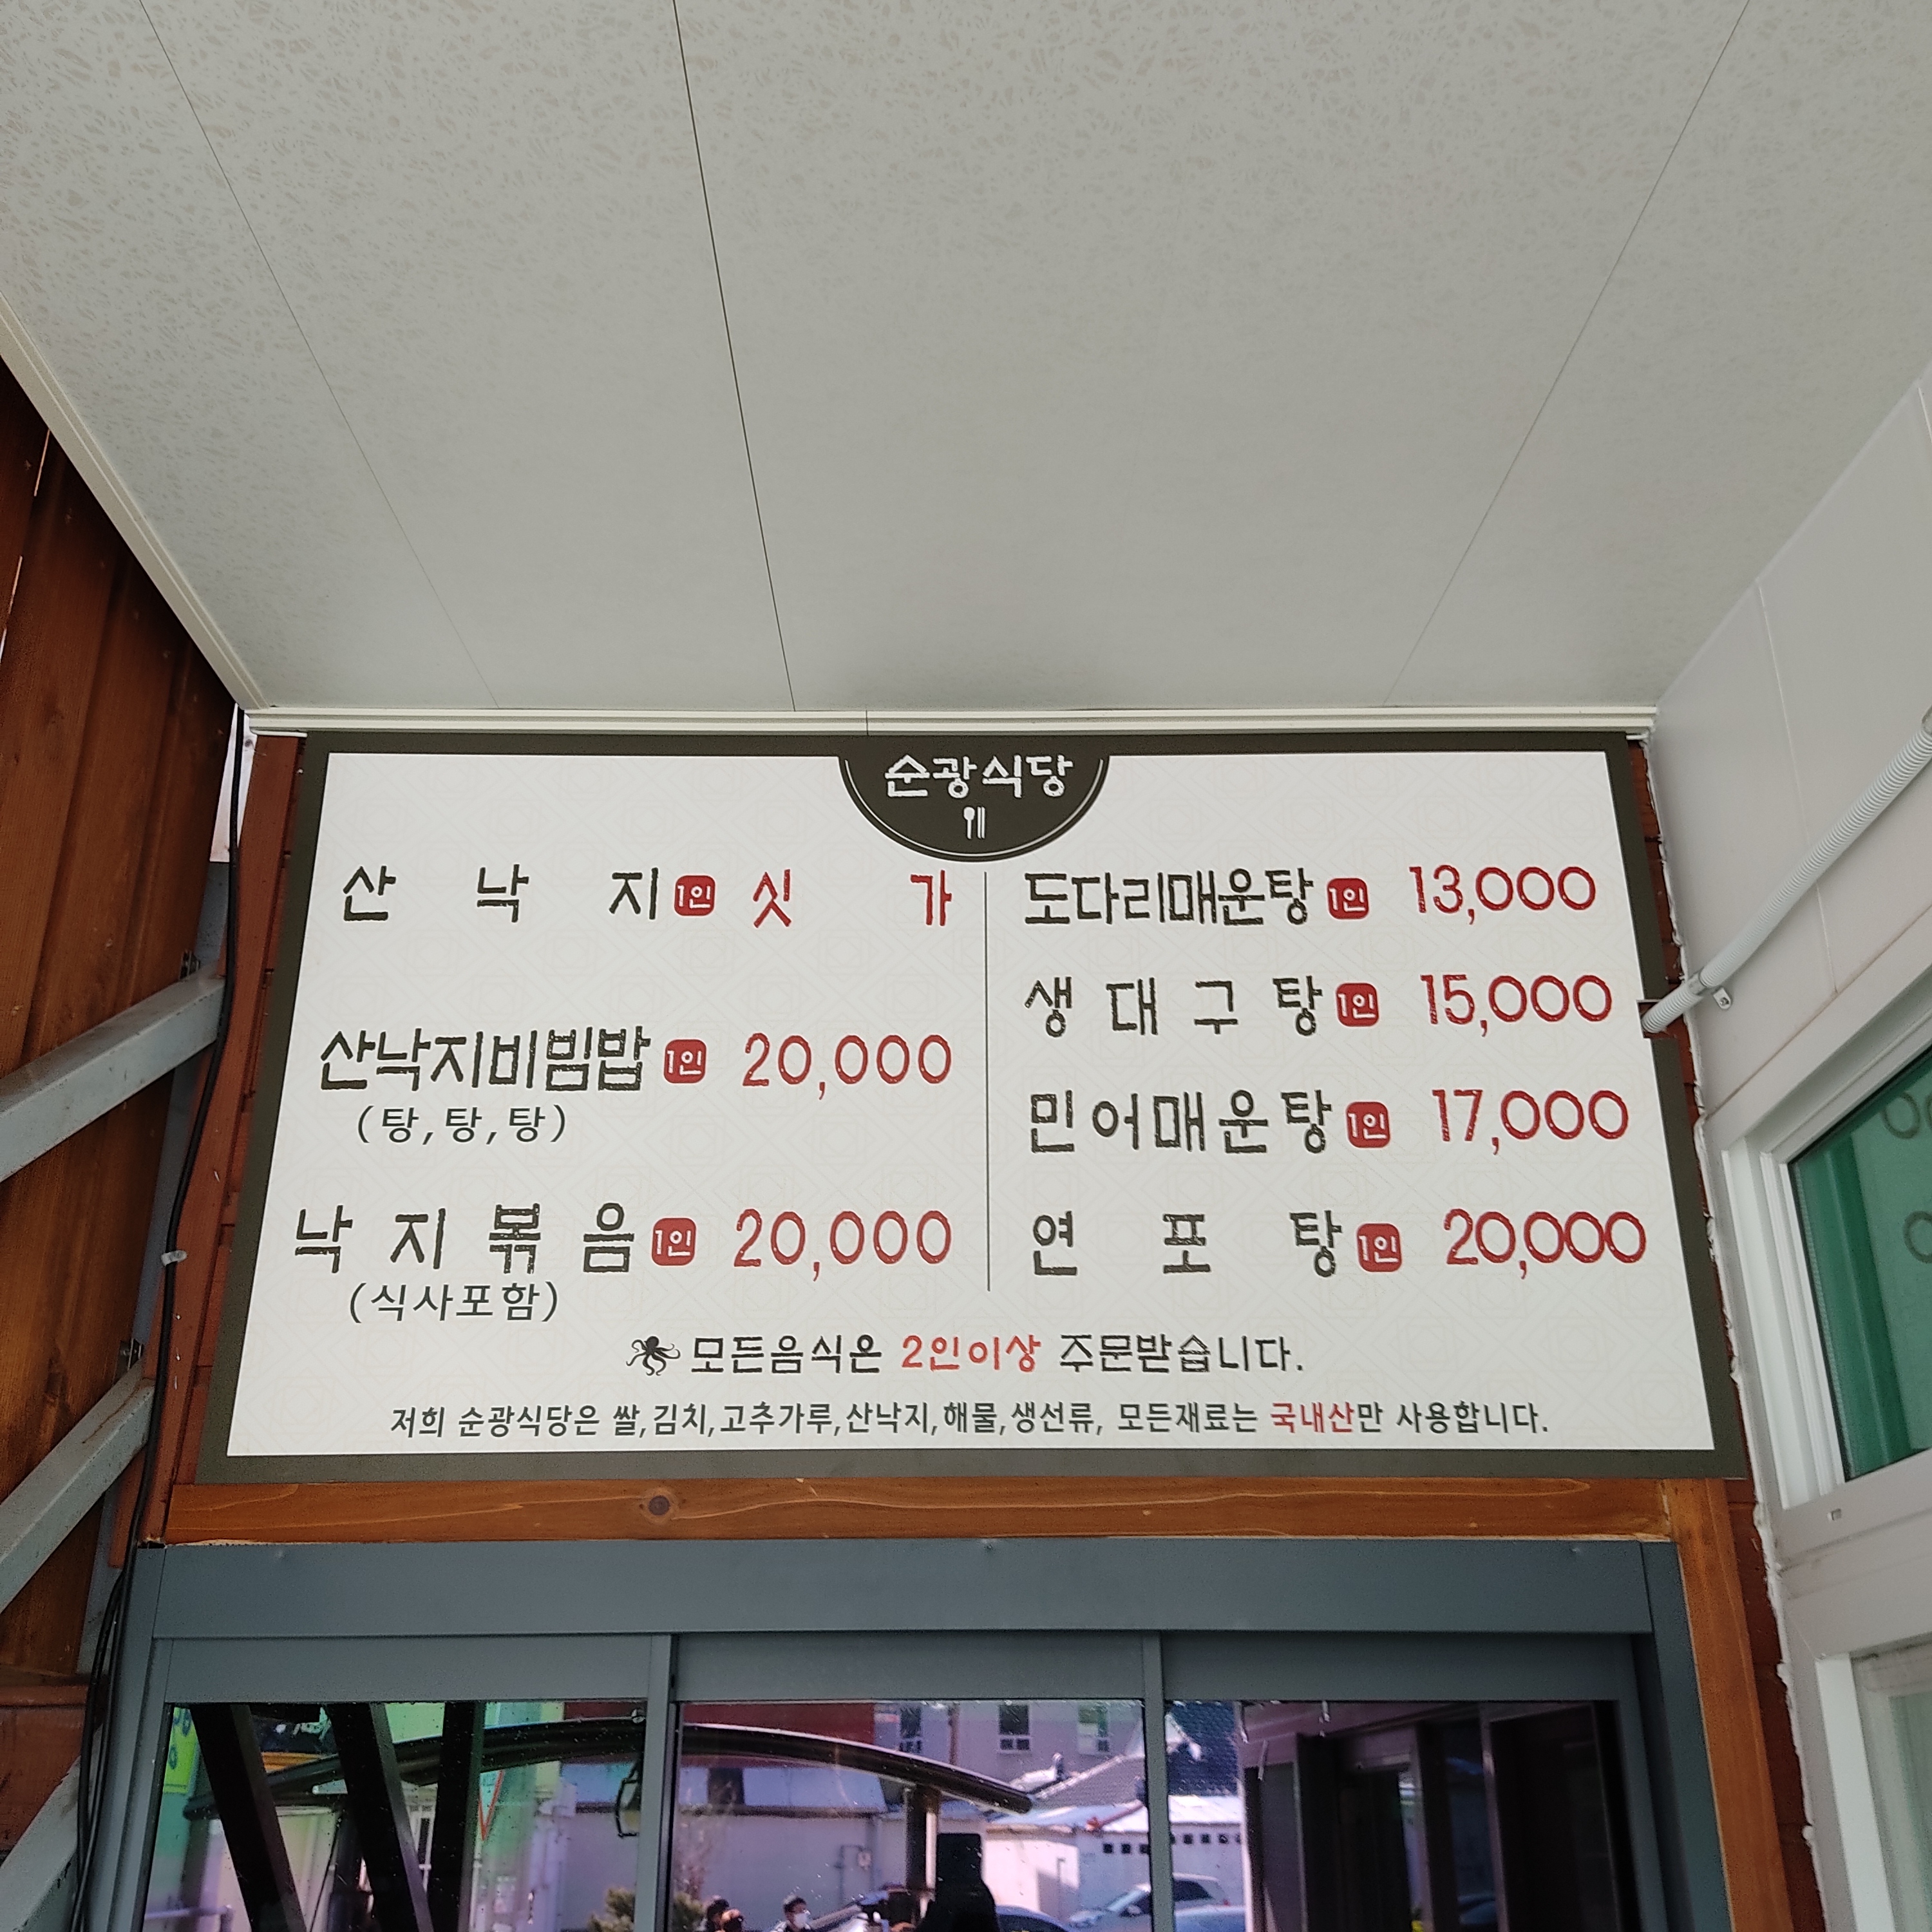 순광식당
산낙지 1인 싯가
산낙지비빔밥 1인 20,000
(탕,탕,탕)
낙지볶음 1인 20,000
(식사포함)
도다리매운탕 1인 13,000
생대구탕 1인 15,000
민어매운탕 1인 17,000
연포탕 1인 20,000
모든음식은 2인이상 주문받습니다.
저희 순광식당은 쌀,김치,고추가루,산낙지,해물,생선류, 모든재료는 국내산만 사용합니다.